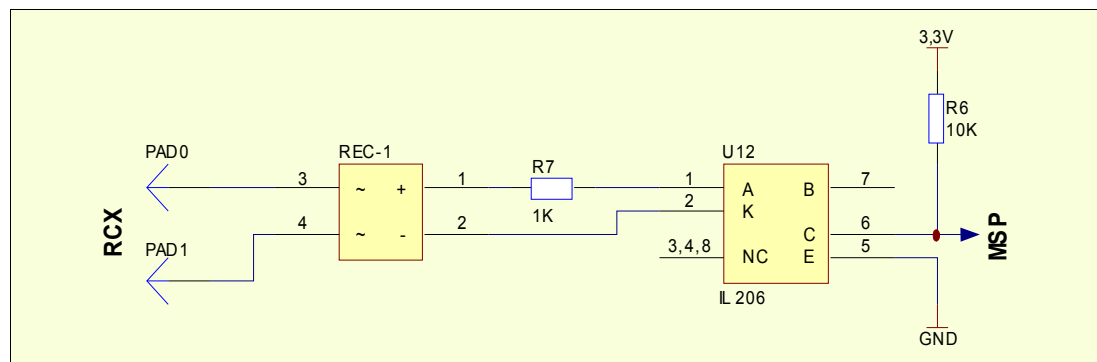 3,3V
R6
10K
PAD0
REC-1
R7
U12
3
~
+
1
1
A
B
7
1K
2
K
RCX
4
~
-
2
C
6
MSP
PAD1
3,4,8
NC
E
5
IL 206
GND